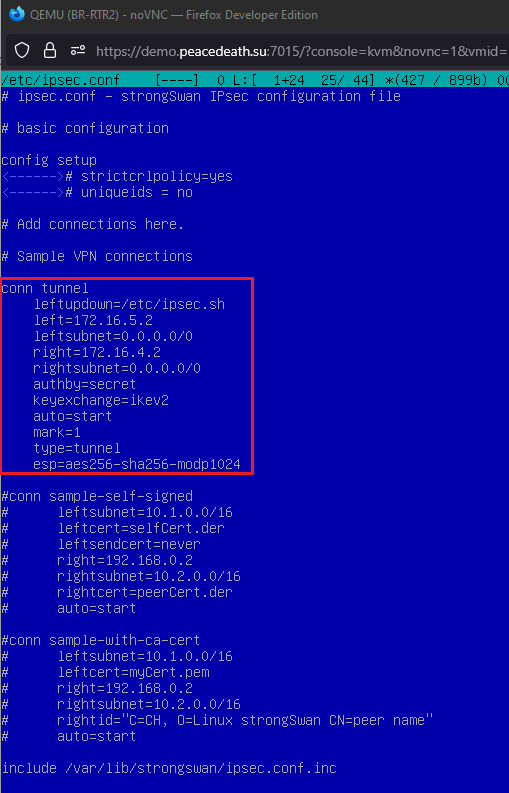 QEMU (BR-RTR2) - noVNC — Firefox Developer Edition
https://demo.peacedeath.su:7015/?console=kvm&novnc=1&vmid=
/etc/ipsec.conf    [----]  0 L:[  1+24  25/ 44] *(427 / 899b) 00
# ipsec.conf - strongSwan IPsec configuration file
# basic configuration
config setup
<------># strictcrlpolicy=yes
<------># uniqueids = no
# Add connections here.
# Sample VPN connections
conn tunnel
    leftupdown=/etc/ipsec.sh
    left=172.16.5.2
    leftsubnet=0.0.0.0/0
    right=172.16.4.2
    rightsubnet=0.0.0.0/0
    authby=secret
    keyexchange=ikev2
    auto=start
    mark=1
    type=tunnel
    esp=aes256-sha256-modp1024
#conn sample-self-signed
#      leftsubnet=10.1.0.0/16
#      leftcert=selfCert.der
#      leftsendcert=never
#      right=192.168.0.2
#      rightsubnet=10.2.0.0/16
#      rightcert=peerCert.der
#      auto=start
#conn sample-with-ca-cert
#      leftsubnet=10.1.0.0/16
#      leftcert=myCert.pem
#      right=192.168.0.2
#      rightsubnet=10.2.0.0/16
#      rightid="C=CH, O=Linux strongSwan CN=peer name"
#      auto=start
include /var/lib/strongswan/ipsec.conf.inc